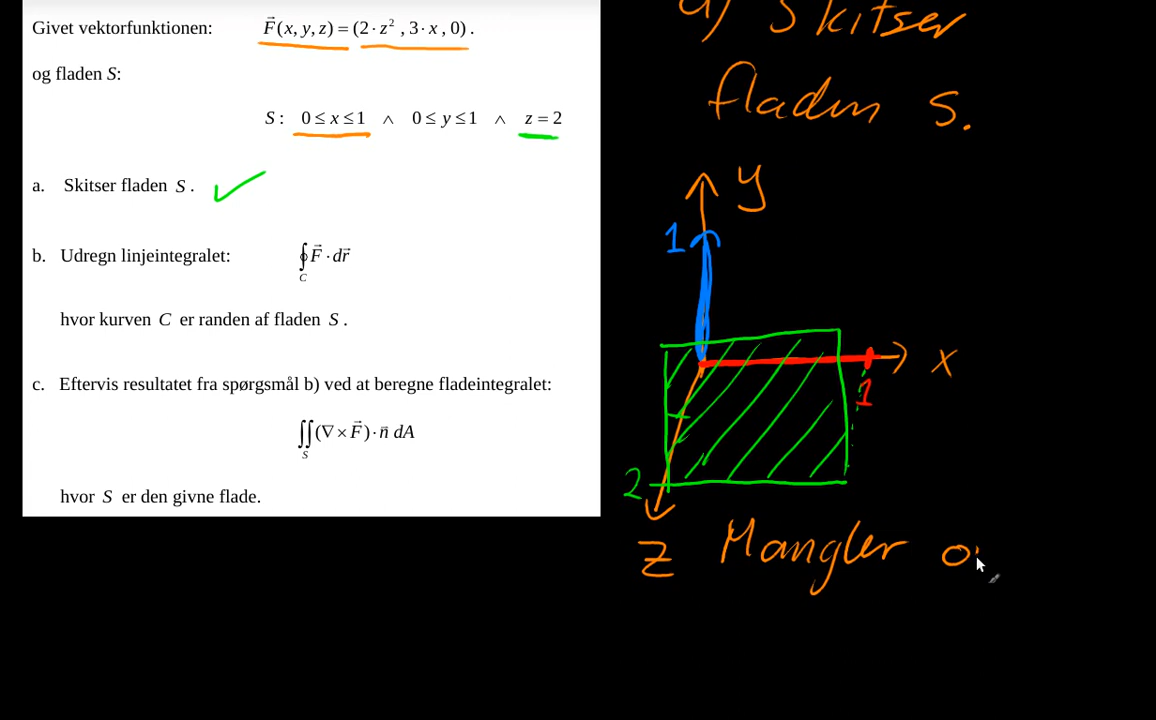 Givet vektorfunktionen: F⃗(x, y, z) = (2·z² , 3·x , 0) .
og fladen S:
S : 0 ≤ x ≤ 1 ∧ 0 ≤ y ≤ 1 ∧ z = 2
a. Skitser fladen S .
b. Udregn linjeintegralet: ∮_C F⃗ · dr⃗
hvor kurven C er randen af fladen S .
c. Eftervis resultatet fra spørgsmål b) ved at beregne fladeintegralet:
∬_S (∇ × F⃗) · n⃗ dA
hvor S er den givne flade.
a) Skitser
fladen S.
y
1
x
1
2
z
Mangler